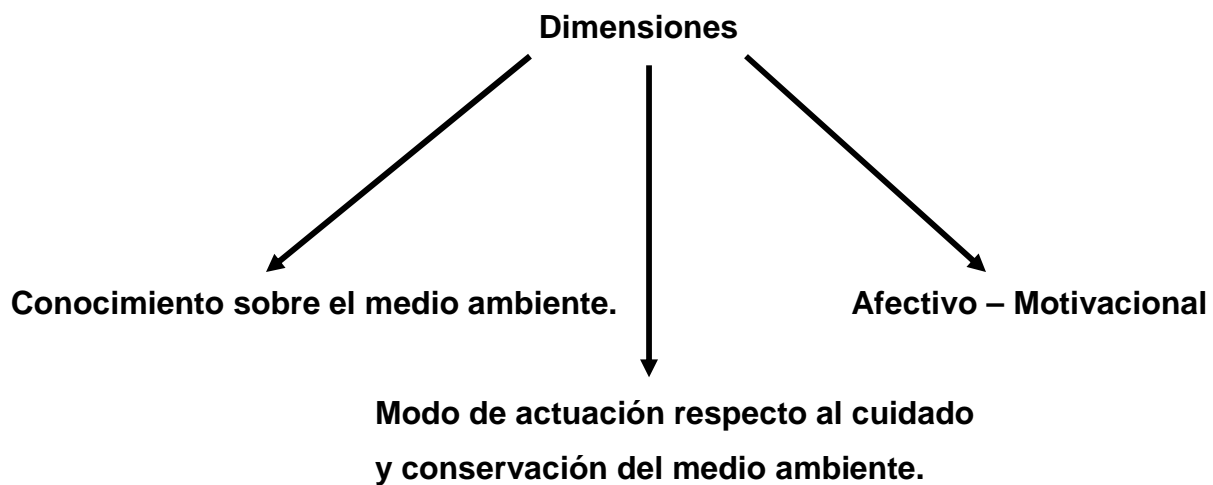 Dimensiones
Conocimiento sobre el medio ambiente.
Afectivo – Motivacional
Modo de actuación respecto al cuidado
y conservación del medio ambiente.